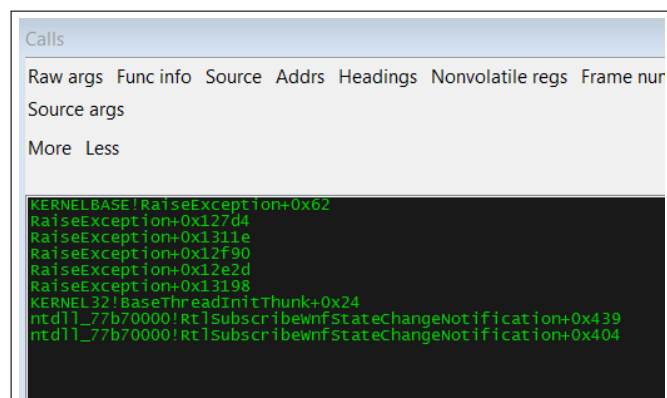 Calls
Raw args Func info Source Addrs Headings Nonvolatile regs Frame num
Source args
More Less
KERNELBASE!RaiseException+0x62
RaiseException+0x127d4
RaiseException+0x1311e
RaiseException+0x12f90
RaiseException+0x12e2d
RaiseException+0x13198
KERNEL32!BaseThreadInitThunk+0x24
ntdll_77b70000!RtlSubscribeWnfStateChangeNotification+0x439
ntdll_77b70000!RtlSubscribeWnfStateChangeNotification+0x404